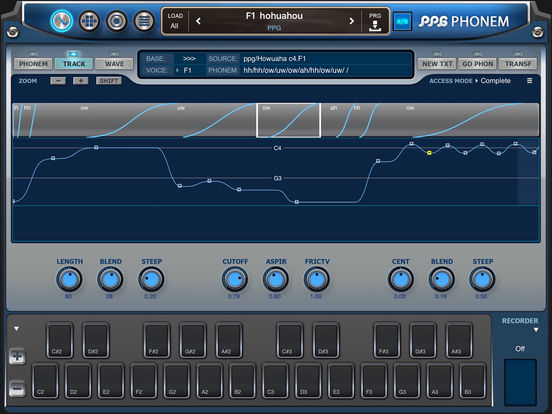 LOAD All < F1 hohuahou > PRG A/B PPG PHONEM
PPG
BASE: >>> SOURCE: ppg/Howuaha c4.F1
PHONEM TRACK WAVE VOICE: F1 PHONEM: hh/hh/ow/uw/ow/ah/hh/ow/uw/ / NEW TXT GO PHON TRANSF
ZOOM SHIFT ACCESS MODE Complete
hh ow uw ow ah hh ow
C4
G3
LENGTH BLEND STEEP CUTOFF ASPIR FRICTV CENT BLEND STEEP
80 28 0.20 0.79 0.80 1.00 0.00 0.19 0.50
RECORDER
Off
C#2 D#2 F#2 G#2 A#2 C#3 D#3 F#3 G#3 A#3
C2 D2 E2 F2 G2 A2 B2 C3 D3 E3 F3 G3 A3 B3